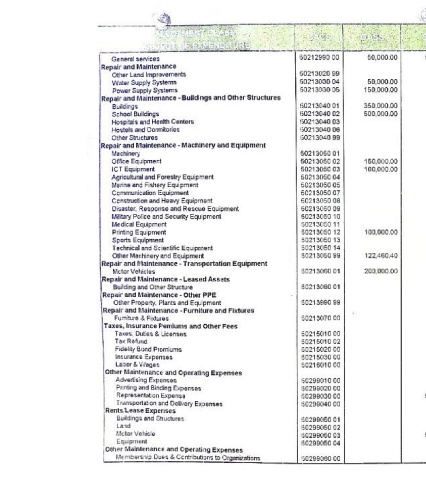 General services 50212990 00 50,000.00
Repair and Maintenance
Other Land Improvements 50213020 99
Water Supply Systems 50213030 04 50,000.00
Power Supply Systems 50213030 05 150,000.00
Repair and Maintenance - Buildings and Other Structures
Buildings 50213040 01 350,000.00
School Buildings 50213040 02 500,000.00
Hospitals and Health Centers 50213040 03
Hostels and Dormitories 50213040 06
Other Structures 50213040 99
Repair and Maintenance - Machinery and Equipment
Machinery 50213050 01
Office Equipment 50213050 02 150,000.00
ICT Equipment 50213050 03 100,000.00
Agricultural and Forestry Equipment 50213050 04
Marine and Fishery Equipment 50213050 05
Communication Equipment 50213050 07
Construction and Heavy Equipment 50213050 08
Disaster, Response and Rescue Equipment 50213050 09
Military Police and Security Equipment 50213050 10
Medical Equipment 50213050 11
Printing Equipment 50213050 12 100,000.00
Sports Equipment 50213050 13
Technical and Scientific Equipment 50213050 14
Other Machinery and Equipment 50213050 99 122,460.40
Repair and Maintenance - Transportation Equipment
Motor Vehicles 50213060 01 200,000.00
Repair and Maintenance - Leased Assets
Building and Other Structure 50213080 01
Repair and Maintenance - Other PPE
Other Property, Plants and Equipment 50213990 99
Repair and Maintenance - Furniture and Fixtures
Furniture & Fixtures 50213070 00
Taxes, Insurance Pemiums and Other Fees
Taxes, Duties & Licenses 50215010 00
Tax Refund 50215010 02
Fidelity Bond Premiums 50215020 00
Insurance Expenses 50215030 00
Labor & Wages 50216010 00
Other Maintenance and Operating Expenses
Advertising Expenses 50299010 00
Printing and Binding Expenses 50299020 00
Representation Expense 50299030 00
Transportation and Delivery Expenses 50299040 00
Rents/Lease Expenses
Buildings and Structures 50299050 01
Land 50299050 02
Motor Vehicle 50299050 03
Equipment 50299050 04
Other Maintenance and Operating Expenses
Membership Dues & Contributions to Organizations 50299060 00